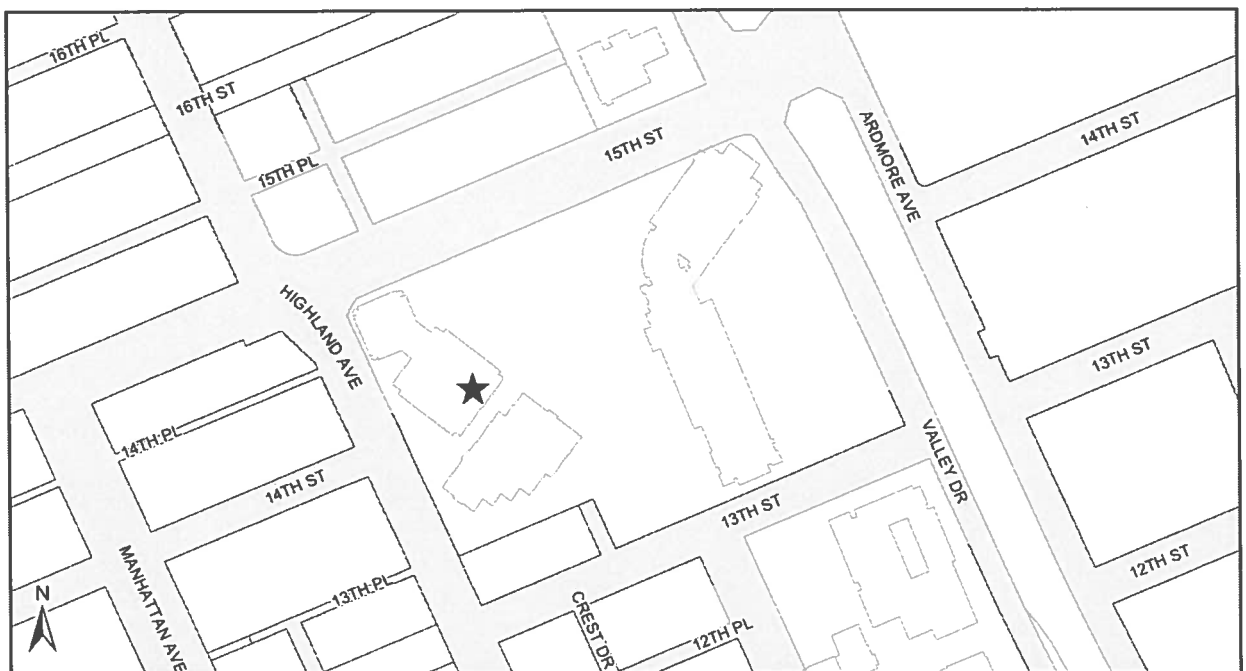 16TH PL
16TH ST
15TH PL
15TH ST
ARDMORE AVE
14TH ST
HIGHLAND AVE
13TH ST
14TH PL
14TH ST
VALLEY DR
13TH ST
12TH ST
MANHATTAN AVE
13TH PL
CREST DR
12TH PL
N